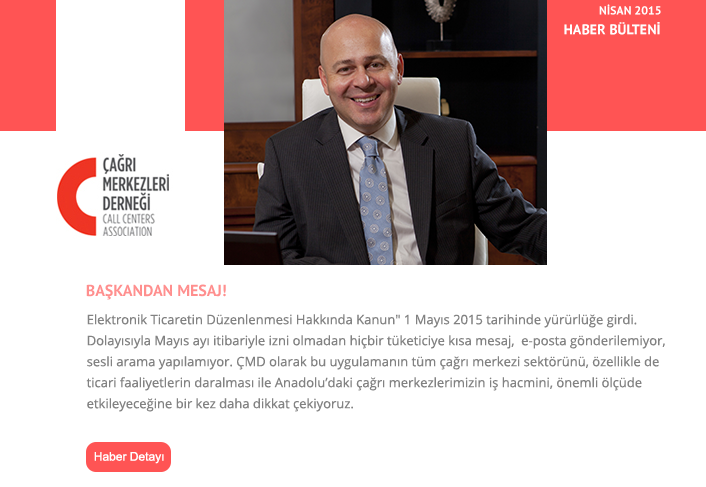 NİSAN 2015
HABER BÜLTENİ
ÇAĞRI
MERKEZLERİ
DERNEĞİ
CALL CENTERS
ASSOCIATION
BAŞKANDAN MESAJ!
Elektronik Ticaretin Düzenlenmesi Hakkında Kanun" 1 Mayıs 2015 tarihinde yürürlüğe girdi.
Dolayısıyla Mayıs ayı itibariyle izni olmadan hiçbir tüketiciye kısa mesaj,  e-posta gönderilemiyor,
sesli arama yapılamıyor. ÇMD olarak bu uygulamanın tüm çağrı merkezi sektörünü, özellikle de
ticari faaliyetlerin daralması ile Anadolu’daki çağrı merkezlerimizin iş hacmini, önemli ölçüde
etkileyeceğine bir kez daha dikkat çekiyoruz.
Haber Detayı